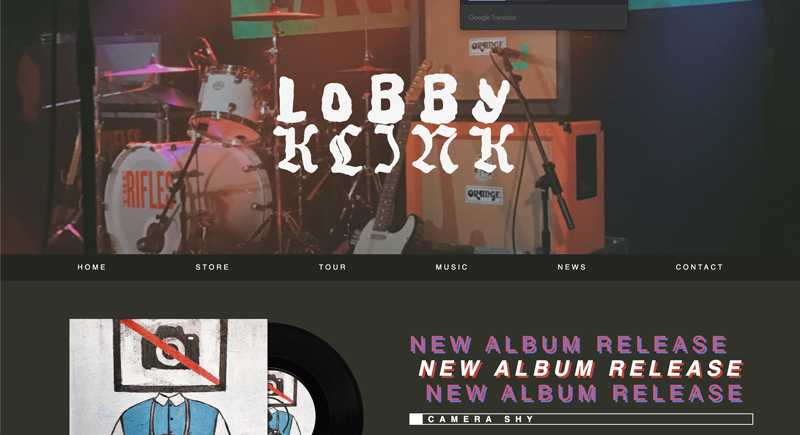 Google Translate
ORANGE
LOBBY
KLINK
RIFLES
ORANGE
HOME STORE TOUR MUSIC NEWS CONTACT
NEW ALBUM RELEASE
NEW ALBUM RELEASE
NEW ALBUM RELEASE
CAMERA SHY